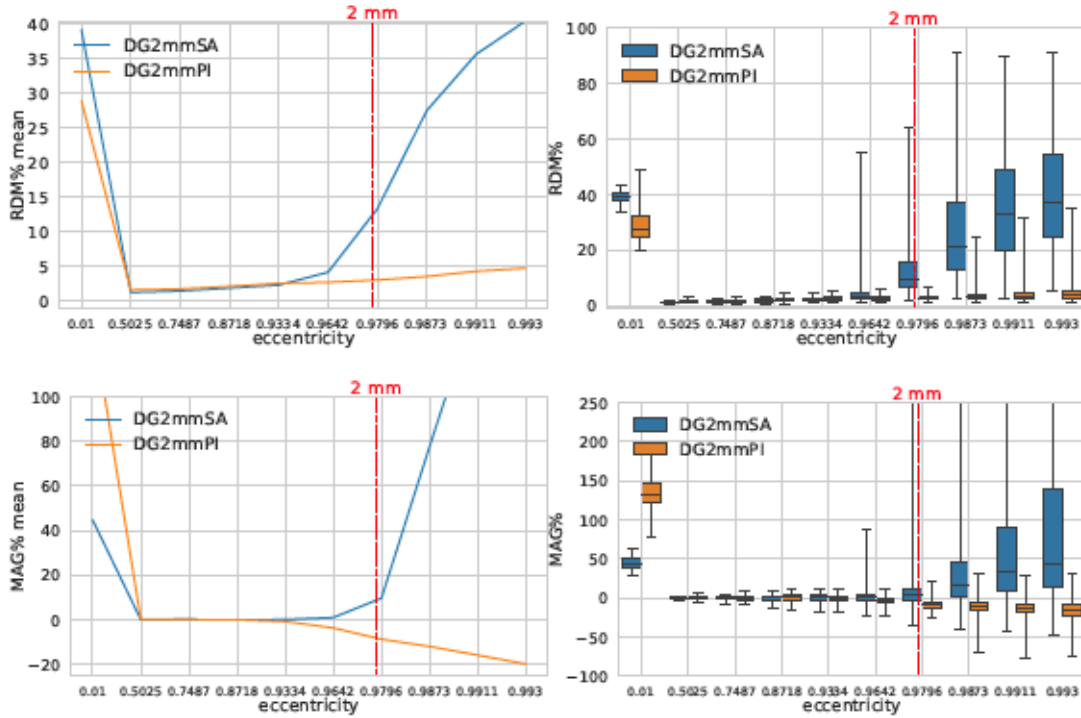 2 mm
40
35
30
25
20
15
10
5
0
RDM% mean
DG2mmSA
DG2mmPI
0.01 0.5025 0.7487 0.8718 0.9334 0.9642 0.9796 0.9873 0.9911 0.993
eccentricity
2 mm
100
80
60
40
20
0
RDM%
DG2mmSA
DG2mmPI
0.01 0.5025 0.7487 0.8718 0.9334 0.9642 0.9796 0.9873 0.9911 0.993
eccentricity
2 mm
100
80
60
40
20
0
−20
MAG% mean
DG2mmSA
DG2mmPI
0.01 0.5025 0.7487 0.8718 0.9334 0.9642 0.9796 0.9873 0.9911 0.993
eccentricity
2 mm
250
200
150
100
50
0
−50
−100
MAG%
DG2mmSA
DG2mmPI
0.01 0.5025 0.7487 0.8718 0.9334 0.9642 0.9796 0.9873 0.9911 0.993
eccentricity